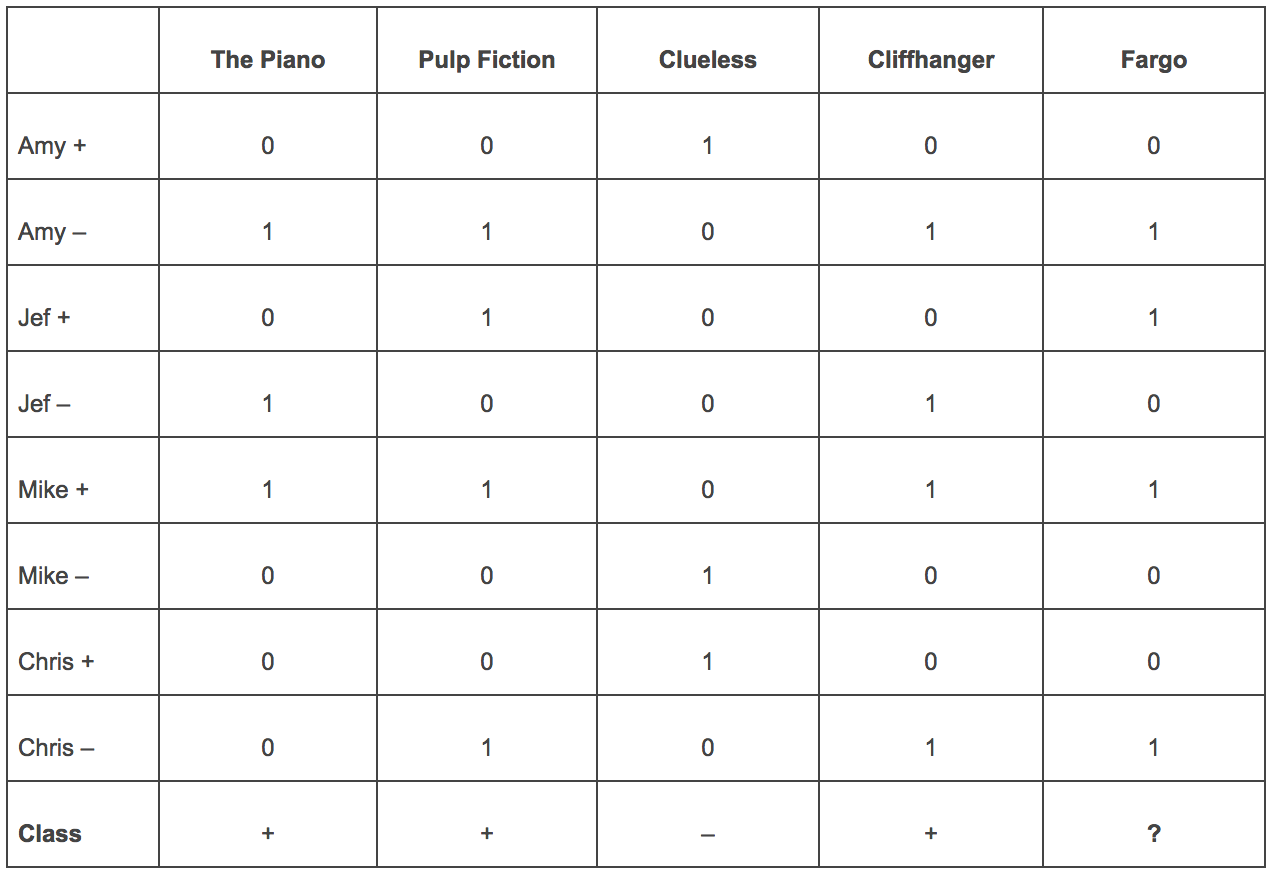 The Piano Pulp Fiction Clueless Cliffhanger Fargo
Amy + 0 0 1 0 0
Amy – 1 1 0 1 1
Jef + 0 1 0 0 1
Jef – 1 0 0 1 0
Mike + 1 1 0 1 1
Mike – 0 0 1 0 0
Chris + 0 0 1 0 0
Chris – 0 1 0 1 1
Class + + – + ?